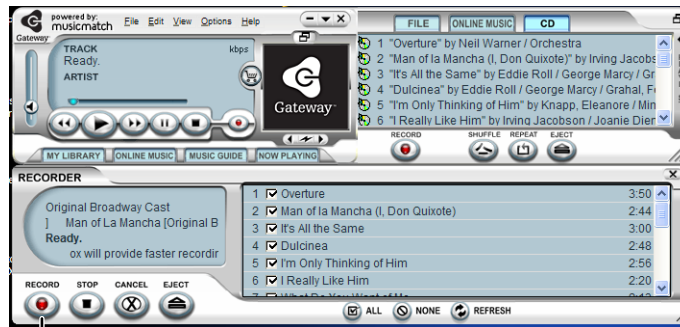 powered by:
musicmatch
File Edit View Options Help
Gateway
TRACK
kbps
Ready.
ARTIST
Gateway
MY LIBRARY ONLINE MUSIC MUSIC GUIDE NOW PLAYING
FILE ONLINE MUSIC CD
1 "Overture" by Neil Warner / Orchestra
2 "Man of la Mancha (I, Don Quixote)" by Irving Jacobs
3 "It's All the Same" by Eddie Roll / George Marcy / Gr
4 "Dulcinea" by Eddie Roll / George Marcy / Grahal, Fe
5 "I'm Only Thinking of Him" by Knapp, Eleanore / Min
6 "I Really Like Him" by Irving Jacobson / Joanie Dier
RECORD SHUFFLE REPEAT EJECT
RECORDER
Original Broadway Cast
] Man of La Mancha [Original B
Ready.
ox will provide faster recordin
RECORD STOP CANCEL EJECT
1 Overture 3:50
2 Man of la Mancha (I, Don Quixote) 2:44
3 It's All the Same 3:00
4 Dulcinea 2:48
5 I'm Only Thinking of Him 2:56
6 I Really Like Him 2:20
ALL NONE REFRESH